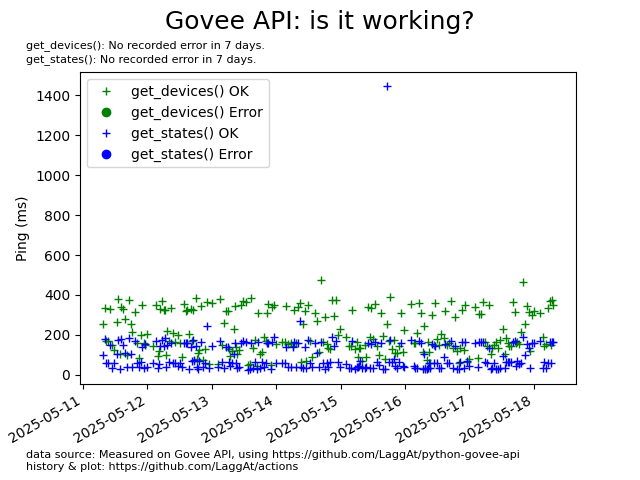 Govee API: is it working?
get_devices(): No recorded error in 7 days.
get_states(): No recorded error in 7 days.
get_devices() OK
get_devices() Error
get_states() OK
get_states() Error
Ping (ms)
1400
1200
1000
800
600
400
200
0
2025-05-11
2025-05-12
2025-05-13
2025-05-14
2025-05-15
2025-05-16
2025-05-17
2025-05-18
data source: Measured on Govee API, using https://github.com/LaggAt/python-govee-api
history & plot: https://github.com/LaggAt/actions